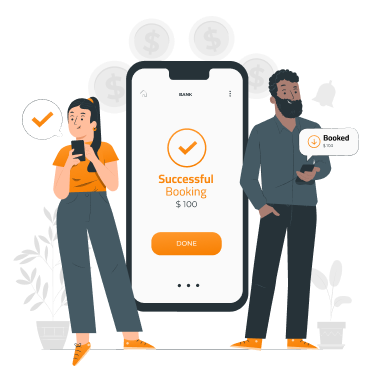 BANK
Successful
Booking
$ 100
DONE
Booked
$ 100